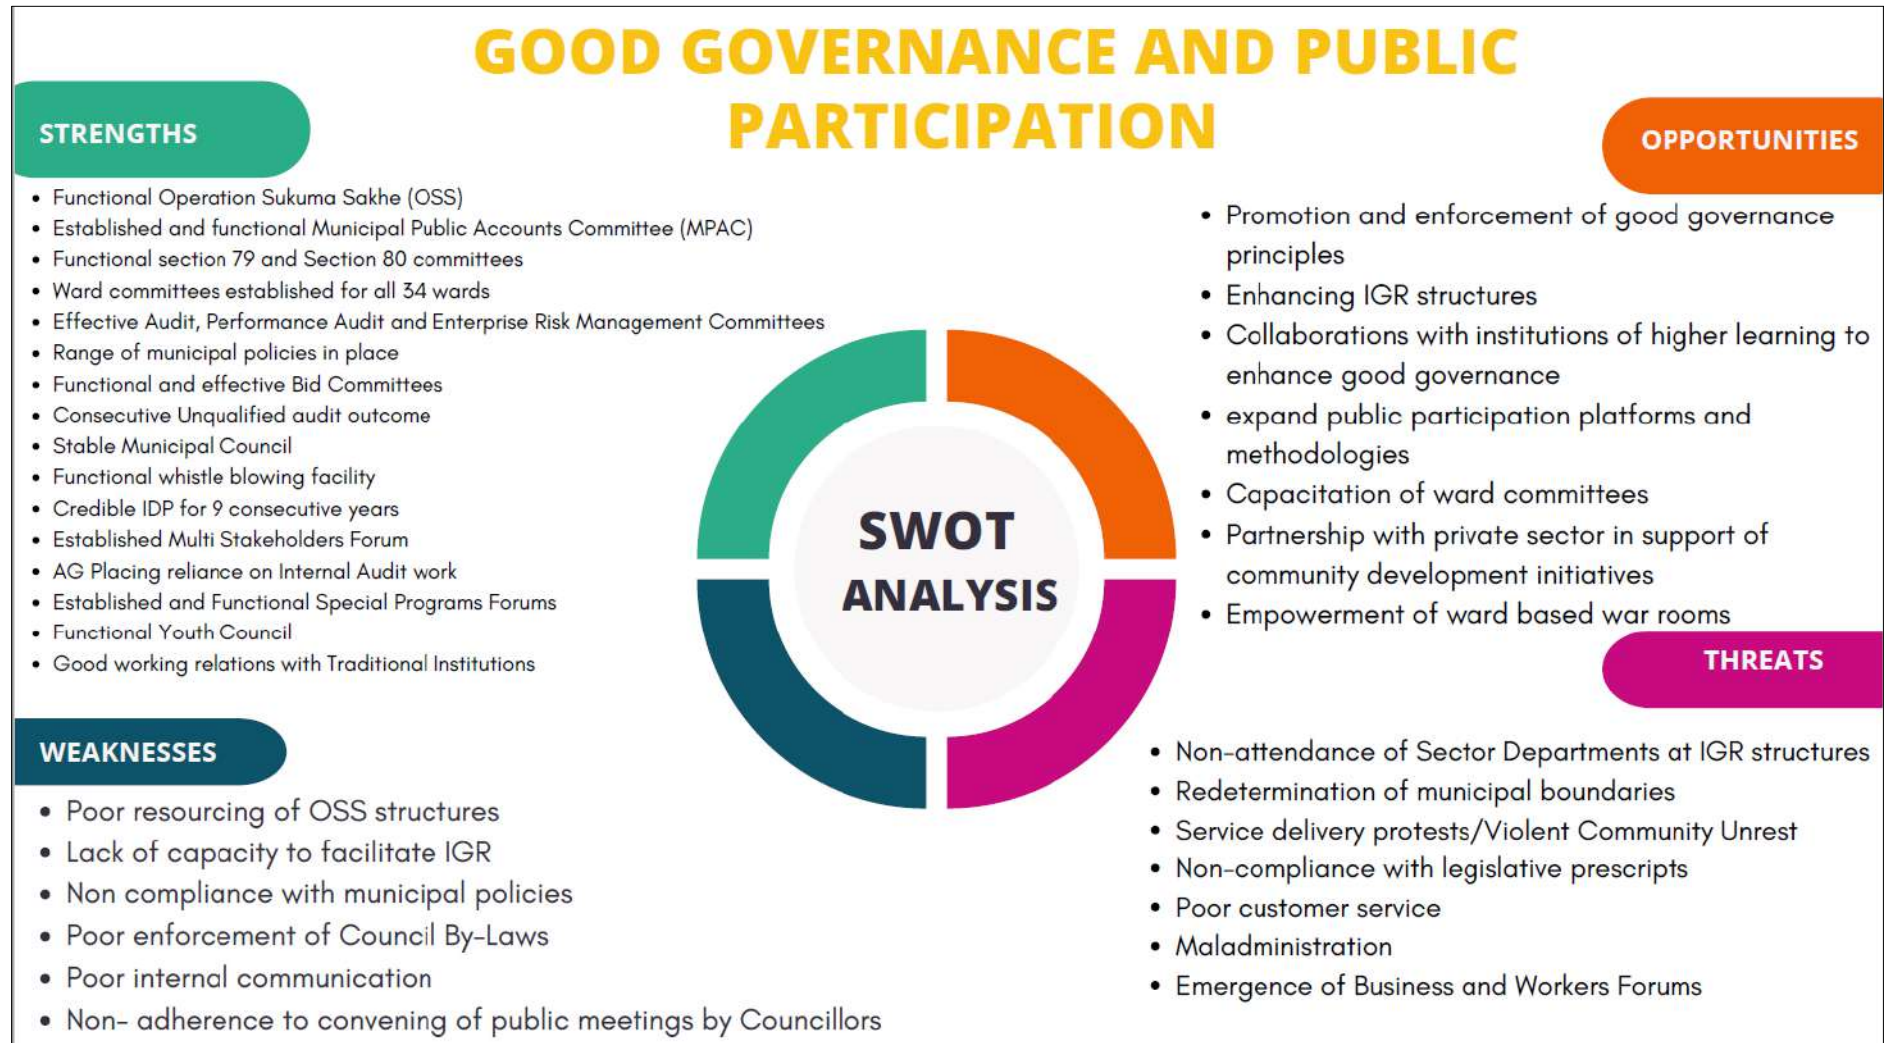 GOOD GOVERNANCE AND PUBLIC
PARTICIPATION
STRENGTHS
• Functional Operation Sukuma Sakhe (OSS)
• Established and functional Municipal Public Accounts Committee (MPAC)
• Functional section 79 and Section 80 committees
• Ward committees established for all 34 wards
• Effective Audit, Performance Audit and Enterprise Risk Management Committees
• Range of municipal policies in place
• Functional and effective Bid Committees
• Consecutive Unqualified audit outcome
• Stable Municipal Council
• Functional whistle blowing facility
• Credible IDP for 9 consecutive years
• Established Multi Stakeholders Forum
• AG Placing reliance on Internal Audit work
• Established and Functional Special Programs Forums
• Functional Youth Council
• Good working relations with Traditional Institutions
WEAKNESSES
• Poor resourcing of OSS structures
• Lack of capacity to facilitate IGR
• Non compliance with municipal policies
• Poor enforcement of Council By-Laws
• Poor internal communication
• Non- adherence to convening of public meetings by Councillors
SWOT
ANALYSIS
OPPORTUNITIES
• Promotion and enforcement of good governance
principles
• Enhancing IGR structures
• Collaborations with institutions of higher learning to
enhance good governance
• expand public participation platforms and
methodologies
• Capacitation of ward committees
• Partnership with private sector in support of
community development initiatives
• Empowerment of ward based war rooms
THREATS
• Non-attendance of Sector Departments at IGR structures
• Redetermination of municipal boundaries
• Service delivery protests/Violent Community Unrest
• Non-compliance with legislative prescripts
• Poor customer service
• Maladministration
• Emergence of Business and Workers Forums